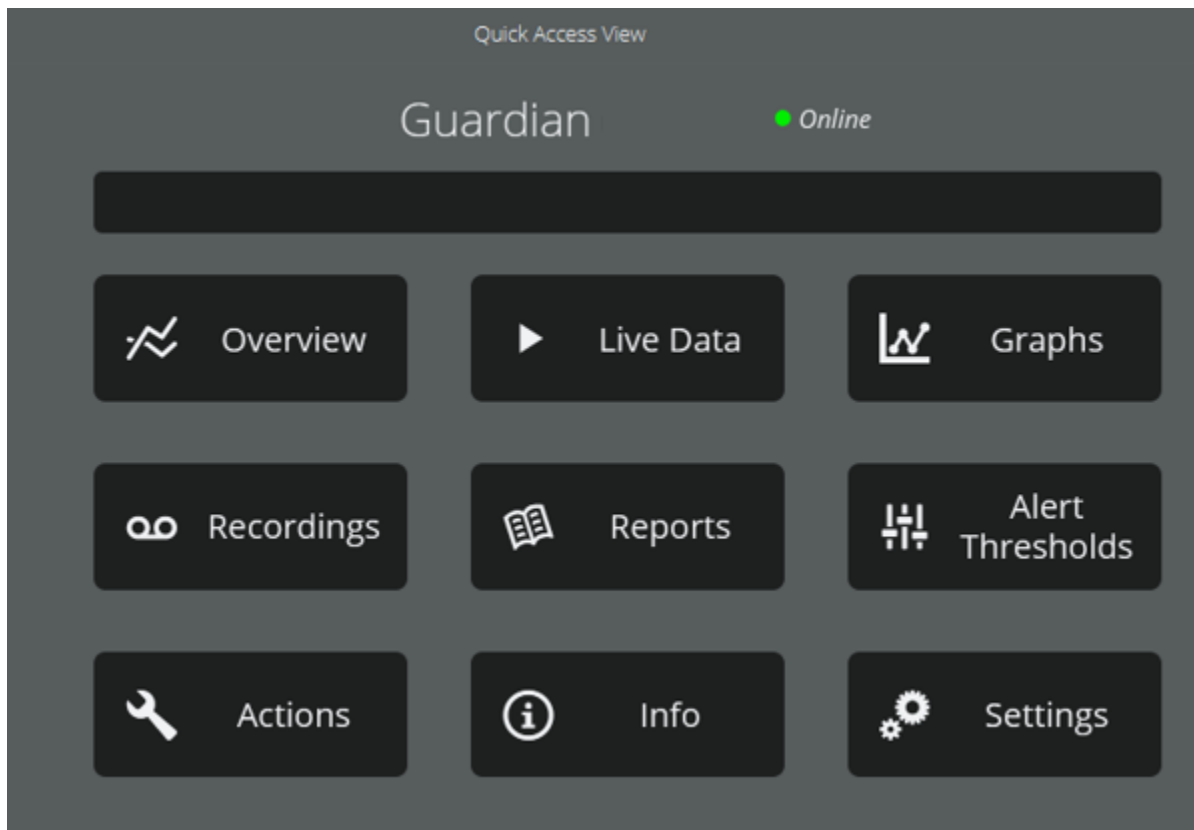 Quick Access View
Guardian
Online
Overview
Live Data
Graphs
Recordings
Reports
Alert
Thresholds
Actions
Info
Settings